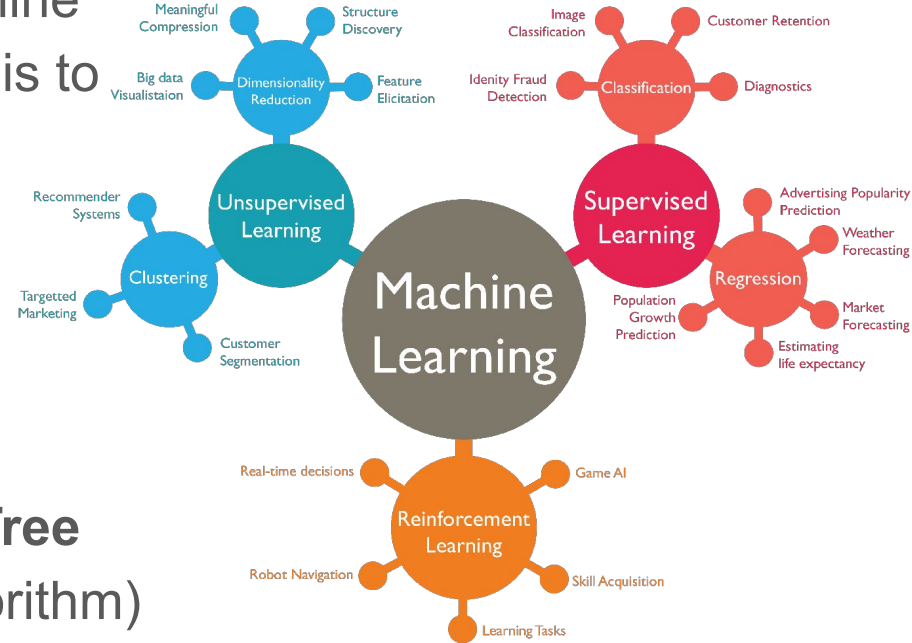 is to
Meaningful
Compression
Structure
Discovery
Big data
Visualistaion
Dimensionality
Reduction
Feature
Elicitation
Unsupervised
Learning
Recommender
Systems
Clustering
Targetted
Marketing
Customer
Segmentation
Image
Classification
Customer Retention
Idenity Fraud
Detection
Classification
Diagnostics
Supervised
Learning
Advertising Popularity
Prediction
Weather
Forecasting
Regression
Population
Growth
Prediction
Market
Forecasting
Estimating
life expectancy
Machine
Learning
Real-time decisions
Game AI
Reinforcement
Learning
Robot Navigation
Skill Acquisition
Learning Tasks